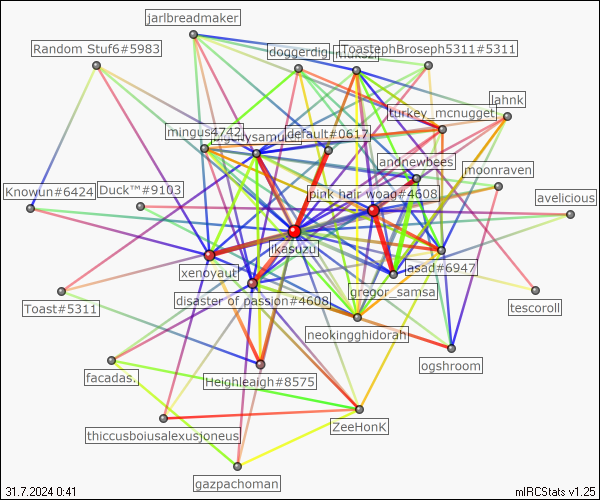 jarlbreadmaker
Random Stuf6#5983
doggerdig
ToastephBroseph5311#5311
lahnk
turkey_mcnugget
mingus4742
default#0617
andnewbees
moonraven
Knowun#6424
Duck™#9103
pink hair woag#4608
avelicious
ikasuzu
xenoyaut
asad#6947
gregor_samsa
disaster of passion#4608
Toast#5311
tescoroll
neokingghidorah
ogshroom
facadas.
Heighleaigh#8575
ZeeHonK
thiccusboiusalexusjoneus
gazpachoman
31.7.2024 0:41
mIRCStats v1.25